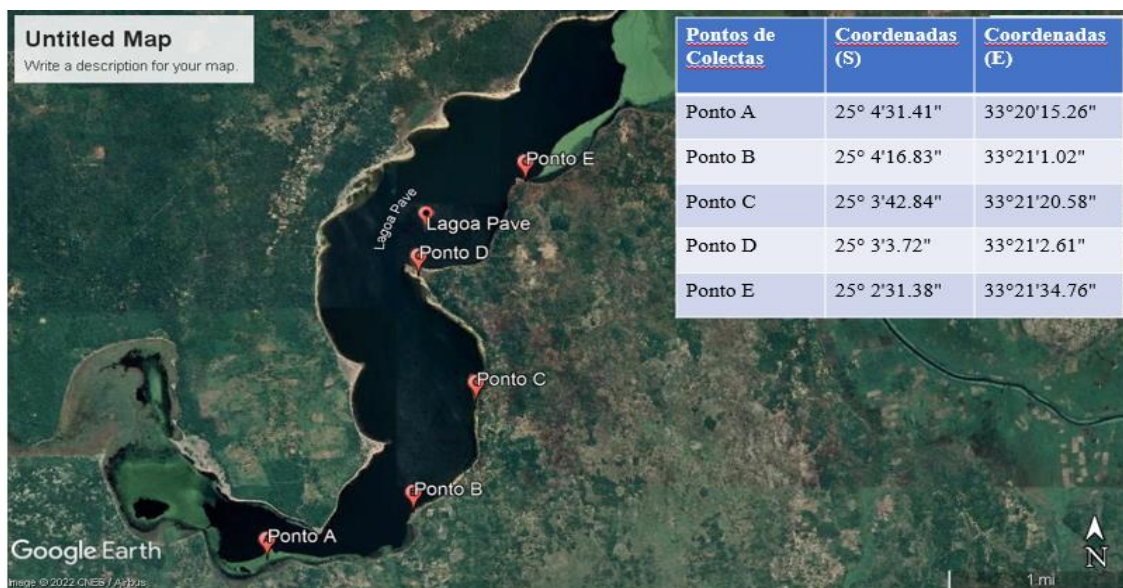 Untitled Map
Write a description for your map.
Pontos de Colectas Coordenadas (S) Coordenadas (E)
Ponto A 25° 4'31.41" 33°20'15.26"
Ponto B 25° 4'16.83" 33°21'1.02"
Ponto C 25° 3'42.84" 33°21'20.58"
Ponto D 25° 3'3.72" 33°21'2.61"
Ponto E 25° 2'31.38" 33°21'34.76"
Ponto E
Lagoa Pave
Lagoa Pave
Ponto D
Ponto C
Ponto B
Ponto A
Google Earth
Image © 2022 CNES / Airbus
1 mi
N